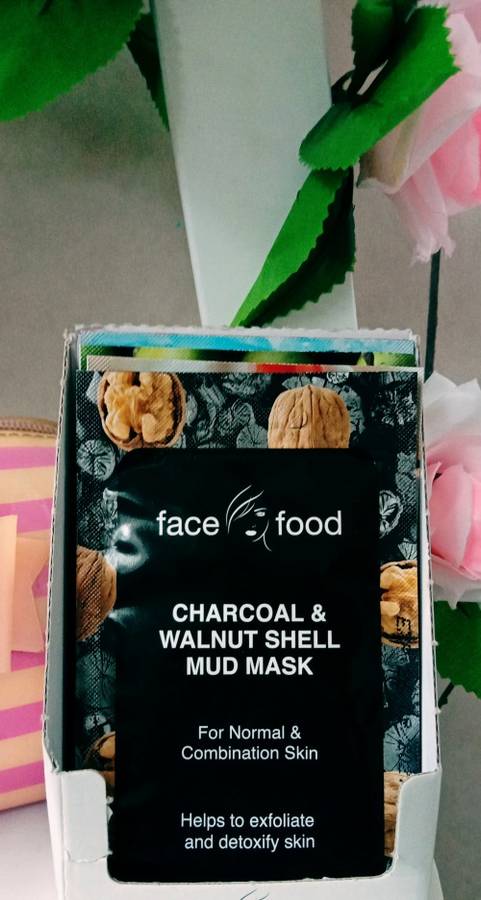 face food
CHARCOAL &
WALNUT SHELL
MUD MASK
For Normal &
Combination Skin
Helps to exfoliate
and detoxify skin